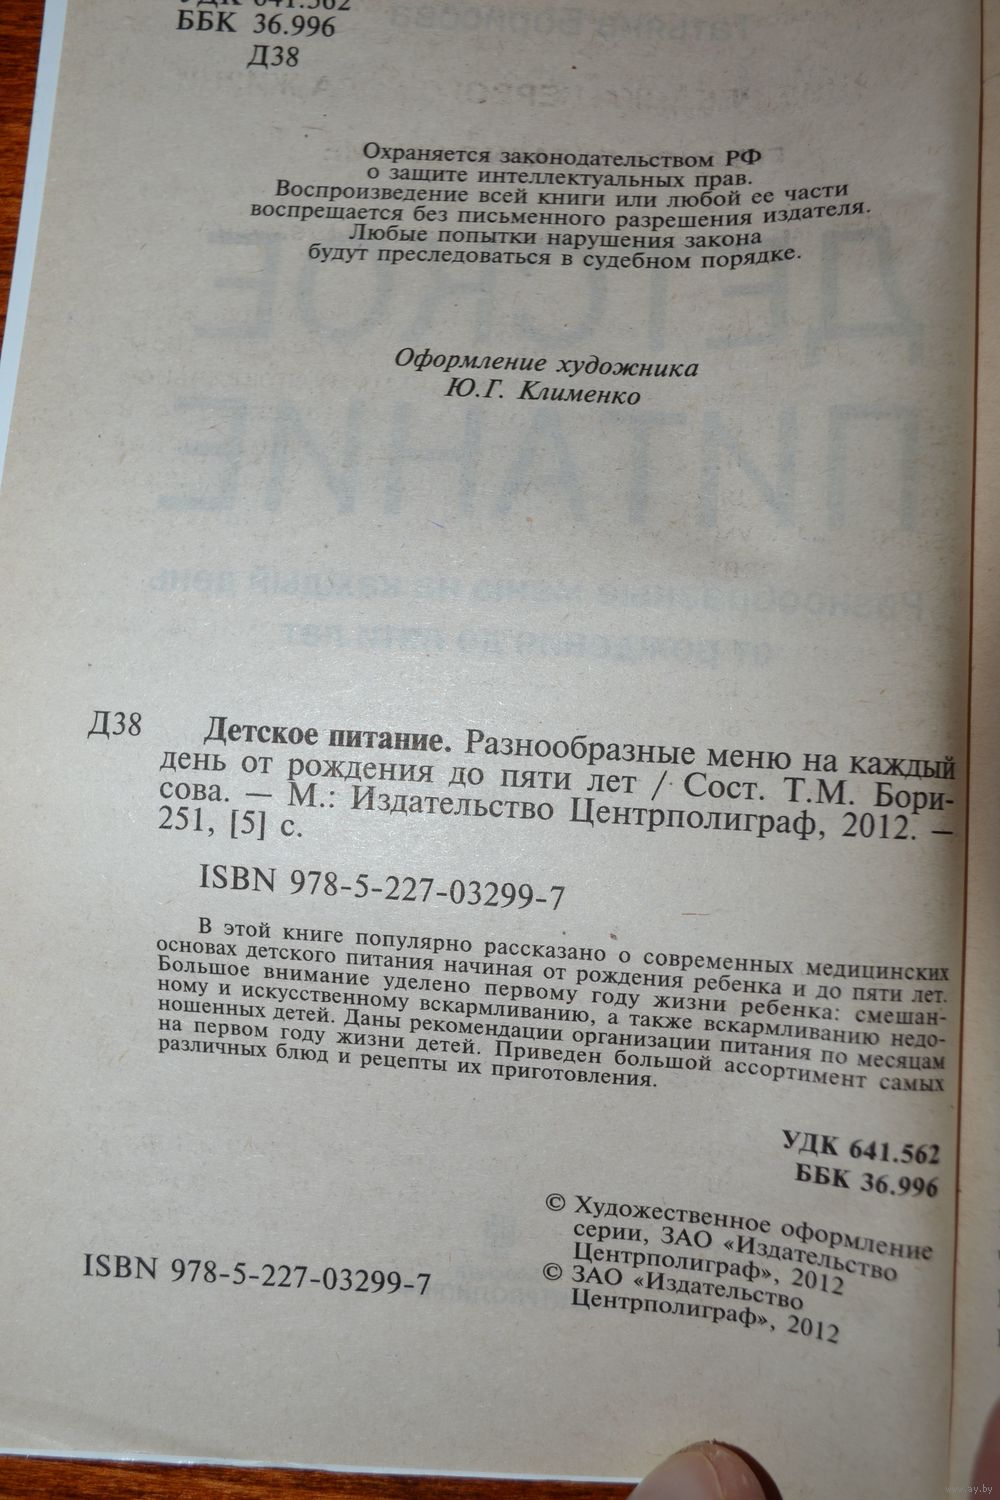 УДК 641.562
ББК 36.996
Д38
Охраняется законодательством РФ
о защите интеллектуальных прав.
Воспроизведение всей книги или любой ее части
воспрещается без письменного разрешения издателя.
Любые попытки нарушения закона
будут преследоваться в судебном порядке.
Оформление художника
Ю.Г. Клименко
Д38 Детское питание. Разнообразные меню на каждый
день от рождения до пяти лет / Сост. Т.М. Бори-
сова. — М.: Издательство Центрполиграф, 2012. —
251, [5] с.
ISBN 978-5-227-03299-7
В этой книге популярно рассказано о современных медицинских
основах детского питания начиная от рождения ребенка и до пяти лет.
Большое внимание уделено первому году жизни ребенка: смешан-
ному и искусственному вскармливанию, а также вскармливанию недо-
ношенных детей. Даны рекомендации организации питания по месяцам
на первом году жизни детей. Приведен большой ассортимент самых
различных блюд и рецепты их приготовления.
УДК 641.562
ББК 36.996
© Художественное оформление
серии, ЗАО «Издательство
Центрполиграф», 2012
© ЗАО «Издательство
Центрполиграф», 2012
ISBN 978-5-227-03299-7
www.ay.by